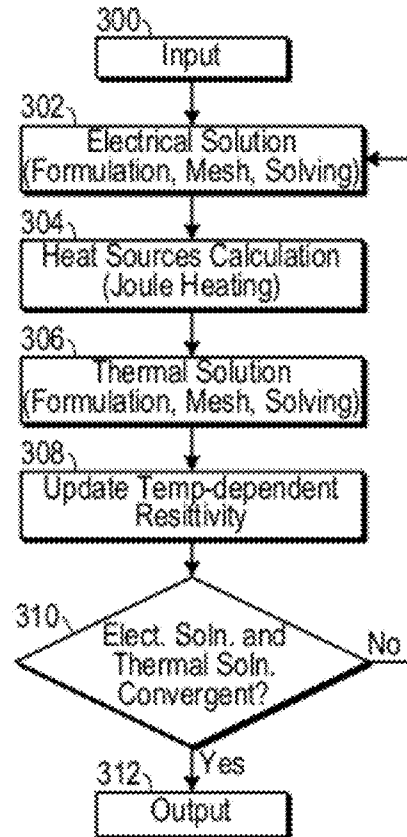 300
Input
302
Electrical Solution
(Formulation, Mesh, Solving)
304
Heat Sources Calculation
(Joule Heating)
306
Thermal Solution
(Formulation, Mesh, Solving)
308
Update Temp-dependent
Resittivity
310
Elect. Soln. and
Thermal Soln.
Convergent?
No
Yes
312
Output